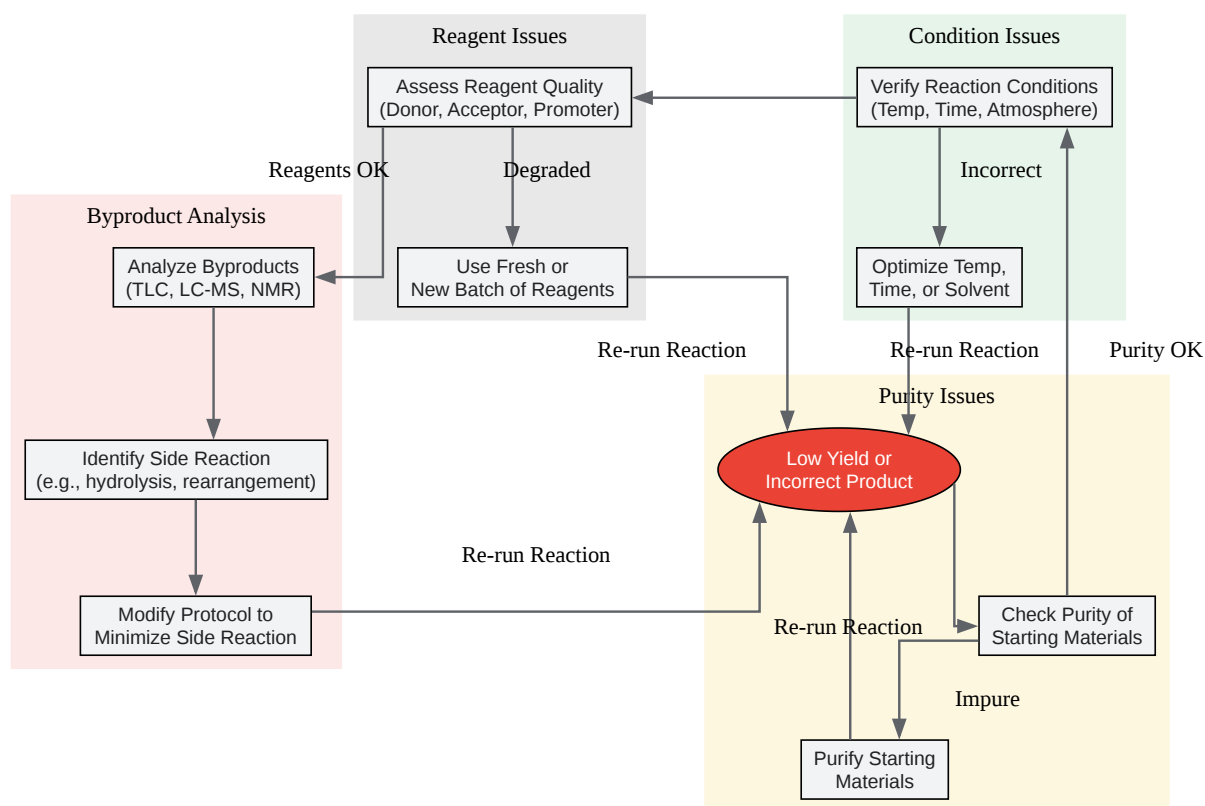 Reagent Issues
Condition Issues
Assess Reagent Quality
(Donor, Acceptor, Promoter)
Verify Reaction Conditions
(Temp, Time, Atmosphere)
Reagents OK
Degraded
Incorrect
Byproduct Analysis
Analyze Byproducts
(TLC, LC-MS, NMR)
Use Fresh or
New Batch of Reagents
Optimize Temp,
Time, or Solvent
Re-run Reaction
Re-run Reaction
Purity OK
Purity Issues
Identify Side Reaction
(e.g., hydrolysis, rearrangement)
Low Yield or
Incorrect Product
Re-run Reaction
Modify Protocol to
Minimize Side Reaction
Re-run Reaction
Check Purity of
Starting Materials
Impure
Purify Starting
Materials